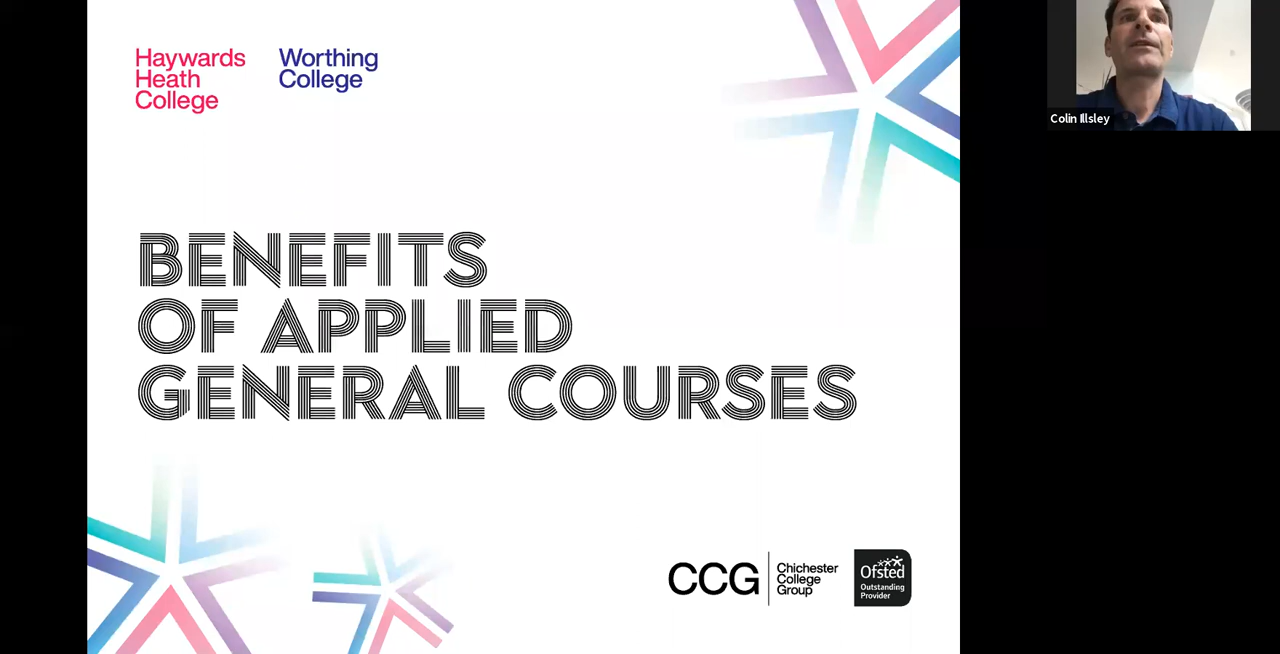 Haywards
Heath
College
Worthing
College
BENEFITS
OF APPLIED
GENERAL COURSES
CCG
Chichester
College
Group
Ofsted
Outstanding
Provider
Colin Illsley